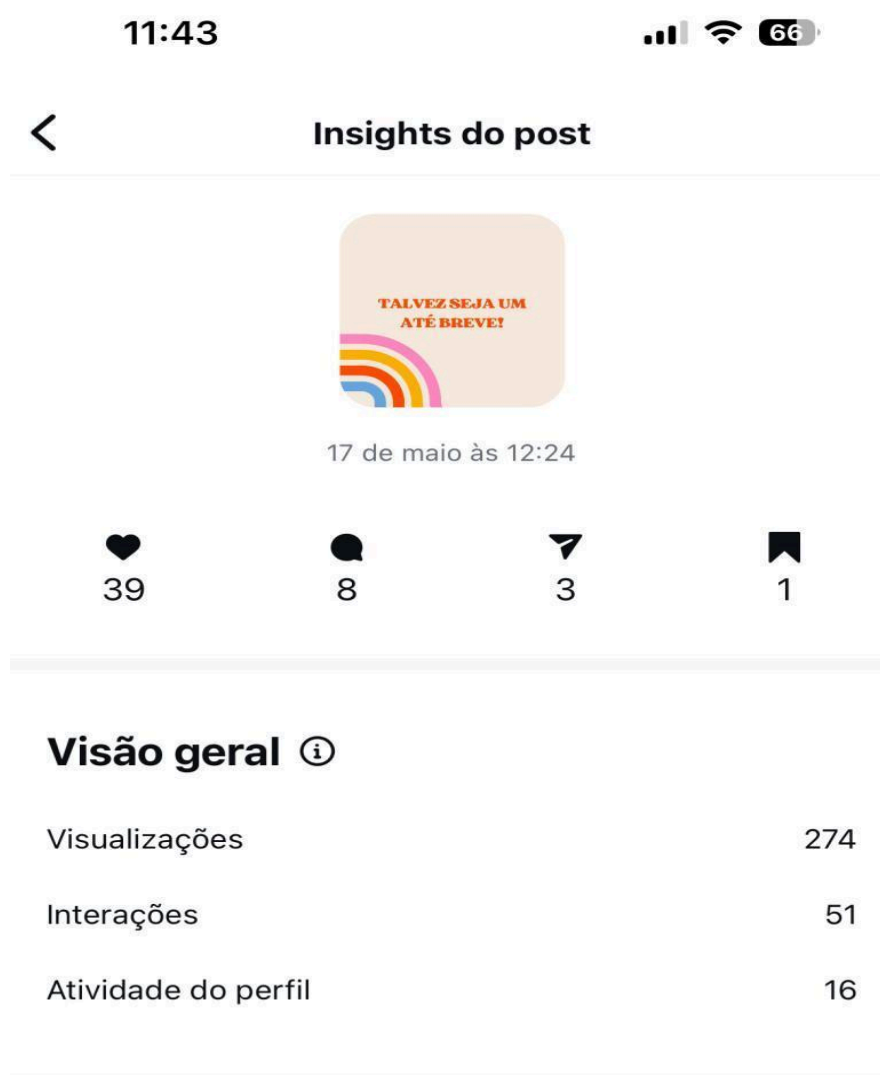 11:43
66
Insights do post
TALVEZ SEJA UM
ATÉ BREVE!
17 de maio às 12:24
39 8 3 1
Visão geral
Visualizações 274
Interações 51
Atividade do perfil 16